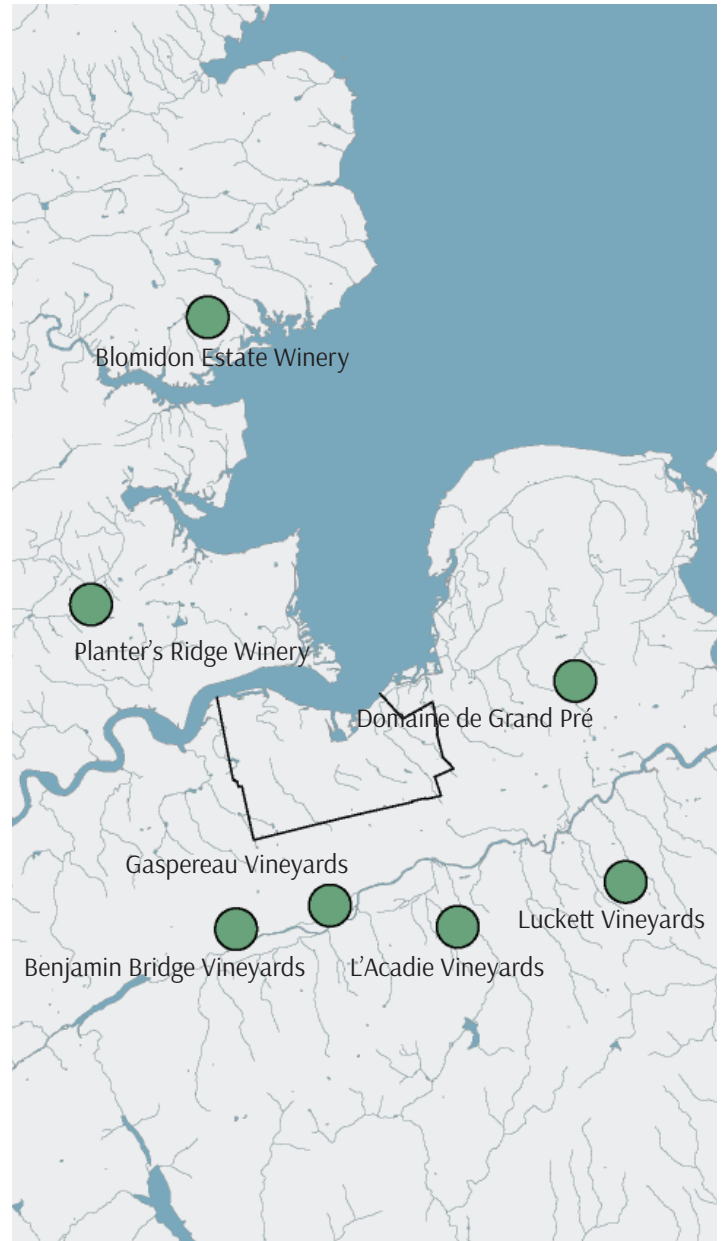 Blomidon Estate Winery
Planter's Ridge Winery
Domaine de Grand Pré
Gaspereau Vineyards
Luckett Vineyards
Benjamin Bridge Vineyards
L'Acadie Vineyards